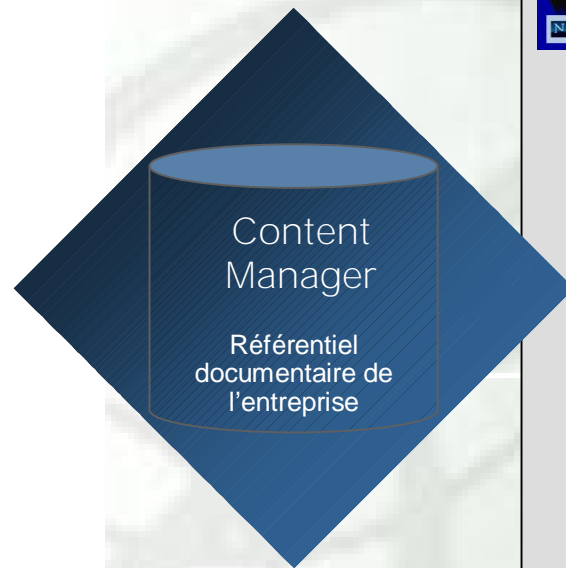 Content
Manager
Référentiel
documentaire de
l’entreprise